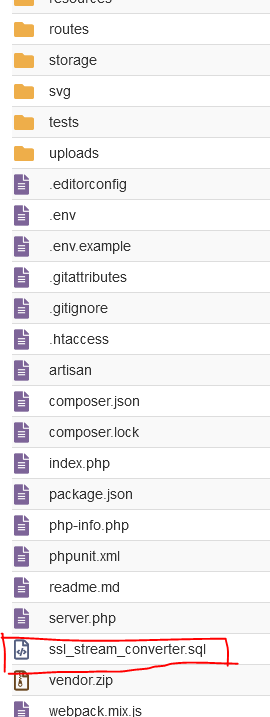 resources
routes
storage
svg
tests
uploads
.editorconfig
.env
.env.example
.gitattributes
.gitignore
.htaccess
artisan
composer.json
composer.lock
index.php
package.json
php-info.php
phpunit.xml
readme.md
server.php
ssl_stream_converter.sql
vendor.zip
webpack.mix.js